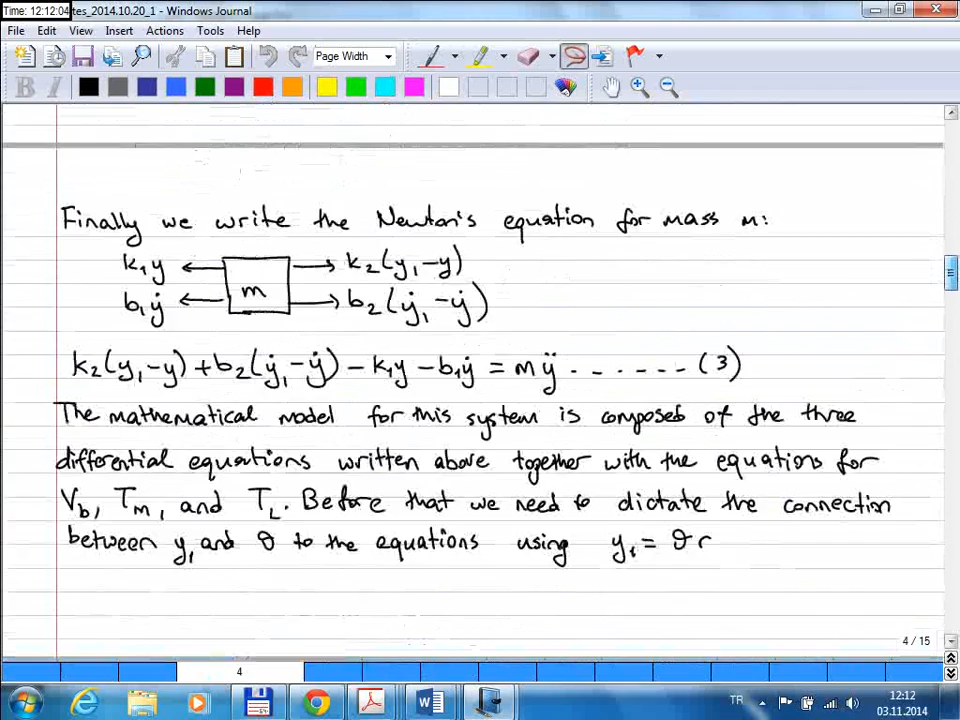 Time: 12:12:04
tes_2014.10.20_1 - Windows Journal
File Edit View Insert Actions Tools Help
Page Width
B I
Finally we write the Newton's equation for mass m:
k₁y ← → k₂(y₁-y)
m
b₁ẏ ← → b₂(ẏ₁-ẏ)
k₂(y₁-y)+b₂(ẏ₁-ẏ)-k₁y-b₁ẏ=mÿ......(3)
The mathematical model for this system is composed of the three
differential equations written above together with the equations for
V_b, T_m, and T_L. Before that we need to dictate the connection
between y₁ and θ to the equations using y₁=θr
4 / 15
4
TR
12:12
03.11.2014